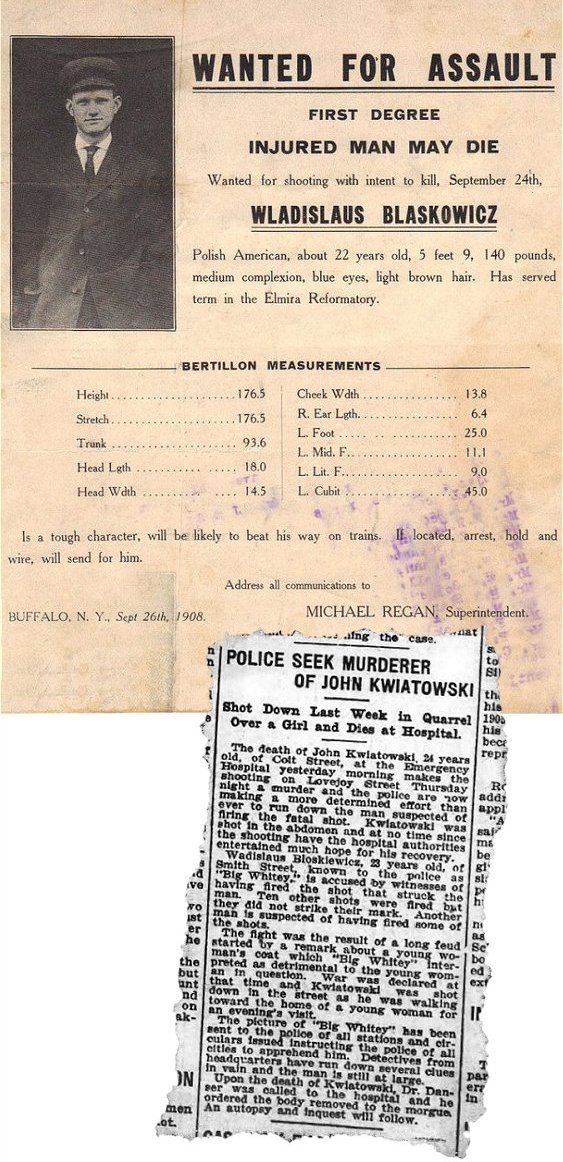 WANTED FOR ASSAULT
FIRST DEGREE
INJURED MAN MAY DIE
Wanted for shooting with intent to kill, September 24th,
WLADISLAUS BLASKOWICZ
Polish American, about 22 years old, 5 feet 9, 140 pounds,
medium complexion, blue eyes, light brown hair. Has served
term in the Elmira Reformatory.
BERTILLON MEASUREMENTS
Height 176.5
Stretch 176.5
Trunk 93.6
Head Lgth 18.0
Head Wdth 14.5
Cheek Wdth 13.8
R. Ear Lgth. 6.4
L. Foot 25.0
L. Mid. F. 11.1
L. Lit. F. 9.0
L. Cubit 45.0
Is a tough character, will be likely to beat his way on trains. If located, arrest, hold and
wire, will send for him.
Address all communications to
BUFFALO, N. Y., Sept 26th, 1908.
MICHAEL REGAN, Superintendent.
the case.
POLICE SEEK MURDERER
OF JOHN KWIATOWSKI
Shot Down Last Week in Quarrel
Over a Girl and Dies at Hospital.
The death of John Kwiatowski, 24 years
old, of Colt Street, at the Emergency
Hospital yesterday morning makes the
shooting on Lovejoy Street Thursday
night a murder and the police are now
making a more determined effort than
ever to run down the man suspected of
firing the fatal shot. Kwiatowski was
shot in the abdomen and at no time since
the shooting have the hospital authorities
entertained much hope for his recovery.
Wadislaus Bloskiewicz, 23 years old, of
Smith Street, known to the police as
"Big Whitey," is accused by witnesses of
having fired the shot that struck the
man. Ten other shots were fired but
they did not strike their mark. Another
man is suspected of having fired some of
the shots.
The fight was the result of a long feud
started by a remark about a young wo-
man's coat which "Big Whitey" inter-
preted as detrimental to the young wom-
an in question. War was declared at
that time and Kwiatowski was shot
down in the street as he was walking
toward the home of a young woman for
an evening's visit.
The picture of "Big Whitey" has been
sent to the police of all stations and cir-
culars issued instructing the police of all
cities to apprehend him. Detectives from
headquarters have run down several clues
in vain and the man is still at large.
Upon the death of Kwiatowski, Dr. Dan-
ser was called to the hospital and he
ordered the body removed to the morgue.
An autopsy and inquest will follow.